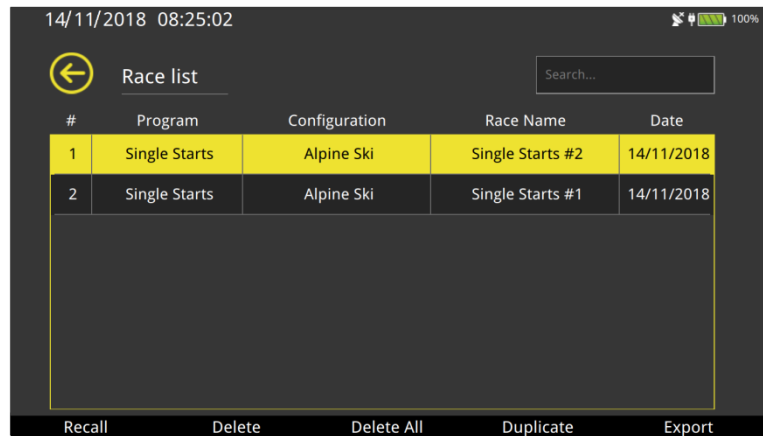 14/11/2018 08:25:02 100%
Race list Search...
# Program Configuration Race Name Date
1 Single Starts Alpine Ski Single Starts #2 14/11/2018
2 Single Starts Alpine Ski Single Starts #1 14/11/2018
Recall Delete Delete All Duplicate Export